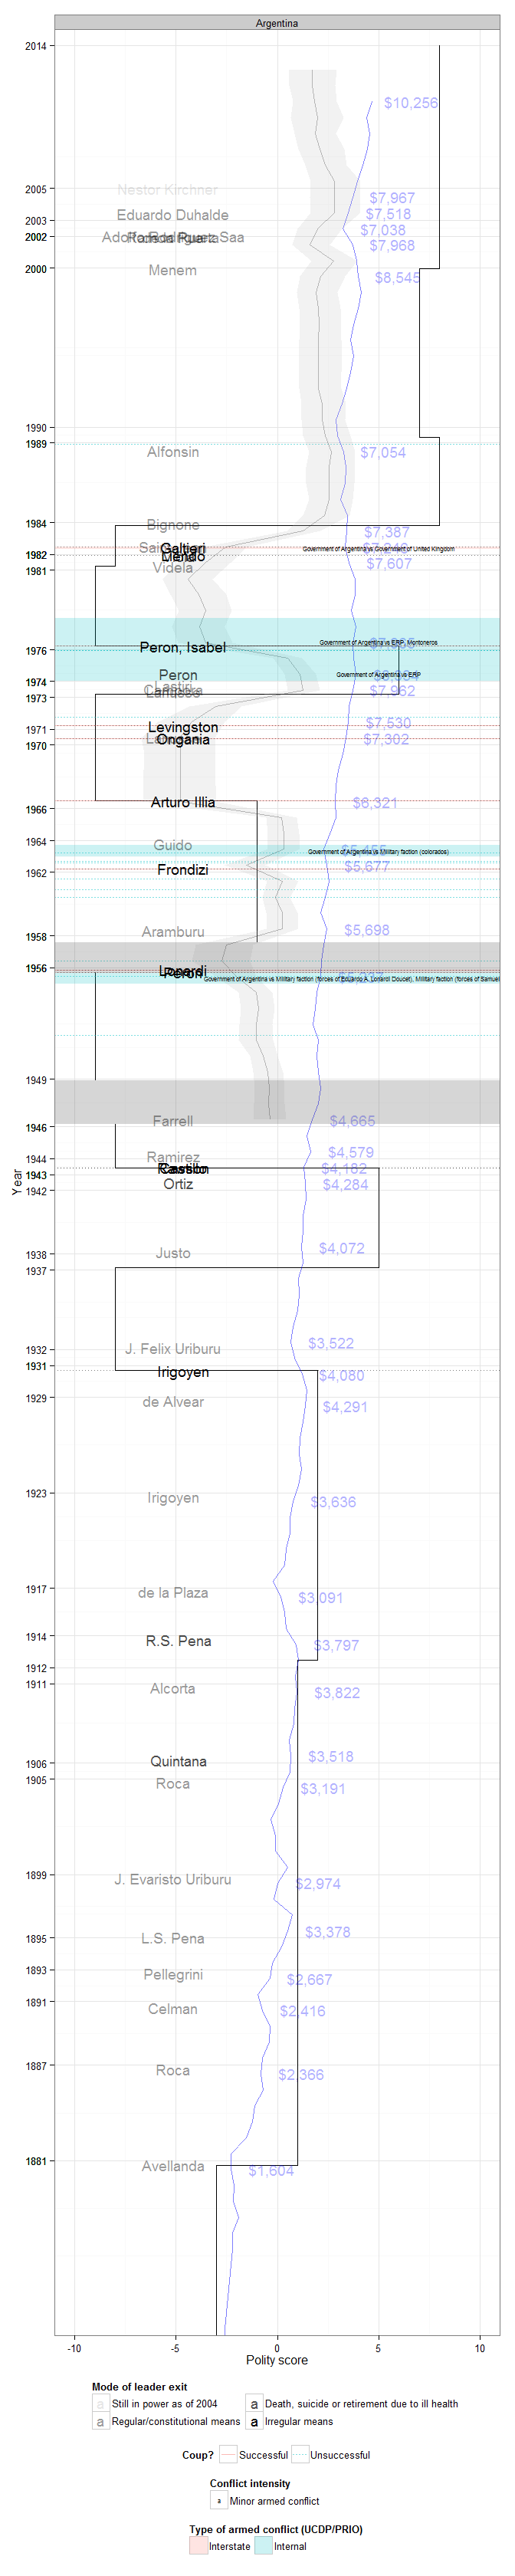 Argentina
2014
$10,256
2005
Nestor Kirchner
$7,967
2003
Eduardo Duhalde
$7,518
2002
$7,038
$7,968
2000
Menem
$8,545
1990
1989
Alfonsin
$7,054
1984
Bignone
$7,387
Galtieri
Government of Argentina vs Government of United Kingdom
1982
1981
Videla
$7,607
1976
Peron, Isabel
Government of Argentina vs ERP, Montoneros
1974
Peron
Government of Argentina vs ERP
1973
$7,962
1971
Levingston
$7,530
1970
Ongania
$7,302
1966
Arturo Illia
$6,321
1964
Guido
Government of Argentina vs Military faction (colorados)
1962
Frondizi
$5,677
1958
Aramburu
$5,698
1956
Lonardi
Peron
Government of Argentina vs Military faction (forces of Eduardo A. Lonardi Doucet), Military faction (forces of Samuel
1949
1946
Farrell
$4,665
1944
Ramirez
$4,579
1943
$4,182
1942
Ortiz
$4,284
1938
Justo
$4,072
1937
1932
J. Felix Uriburu
$3,522
1931
Irigoyen
$4,080
1929
de Alvear
$4,291
1923
Irigoyen
$3,636
1917
de la Plaza
$3,091
1914
R.S. Pena
$3,797
1912
1911
Alcorta
$3,822
1906
Quintana
$3,518
1905
Roca
$3,191
1899
J. Evaristo Uriburu
$2,974
1895
L.S. Pena
$3,378
1893
Pellegrini
$2,667
1891
Celman
$2,416
1887
Roca
$2,366
1881
Avellanda
$1,604
Year
-10 -5 0 5 10
Polity score
Mode of leader exit
a Still in power as of 2004 a Death, suicide or retirement due to ill health
a Regular/constitutional means a Irregular means
Coup? Successful Unsuccessful
Conflict intensity
a Minor armed conflict
Type of armed conflict (UCDP/PRIO)
Interstate Internal